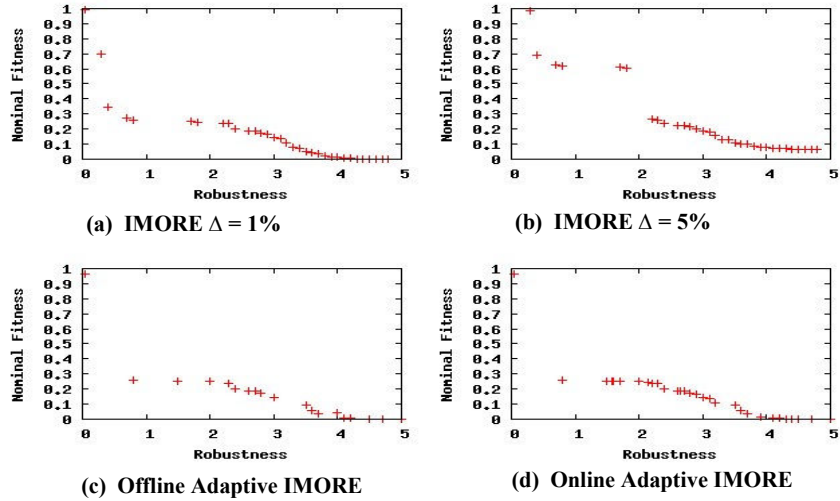 1
0.9
0.8
0.7
0.6
0.5
0.4
0.3
0.2
0.1
0
Nominal Fitness
0 1 2 3 4 5
Robustness
(a) IMORE Δ = 1%
1
0.9
0.8
0.7
0.6
0.5
0.4
0.3
0.2
0.1
0
Nominal Fitness
0 1 2 3 4 5
Robustness
(b) IMORE Δ = 5%
1
0.9
0.8
0.7
0.6
0.5
0.4
0.3
0.2
0.1
0
Nominal Fitness
0 1 2 3 4 5
Robustness
(c) Offline Adaptive IMORE
1
0.9
0.8
0.7
0.6
0.5
0.4
0.3
0.2
0.1
0
Nominal Fitness
0 1 2 3 4 5
Robustness
(d) Online Adaptive IMORE